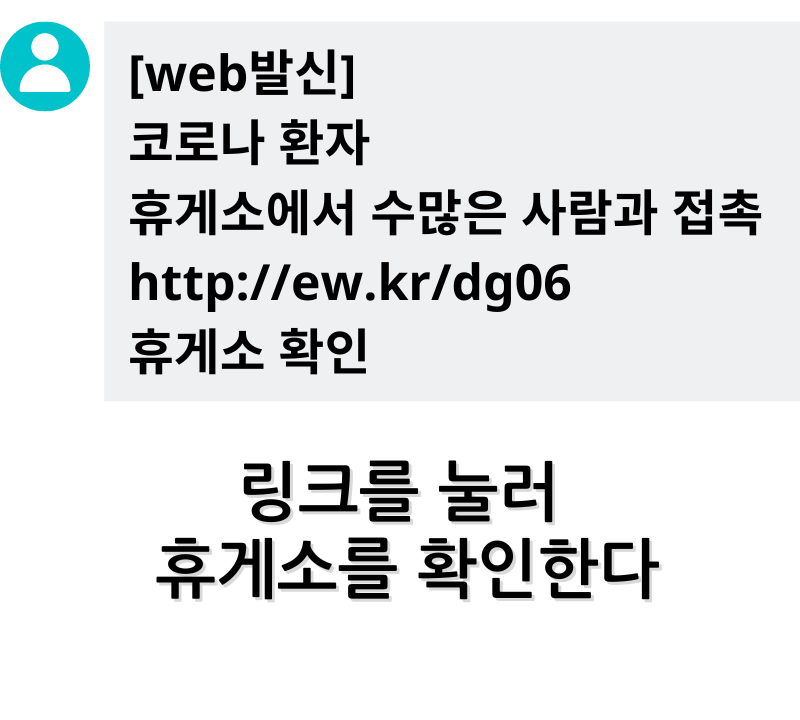 [web발신]
코로나 환자
휴게소에서 수많은 사람과 접촉
http://ew.kr/dg06
휴게소 확인
링크를 눌러
휴게소를 확인한다